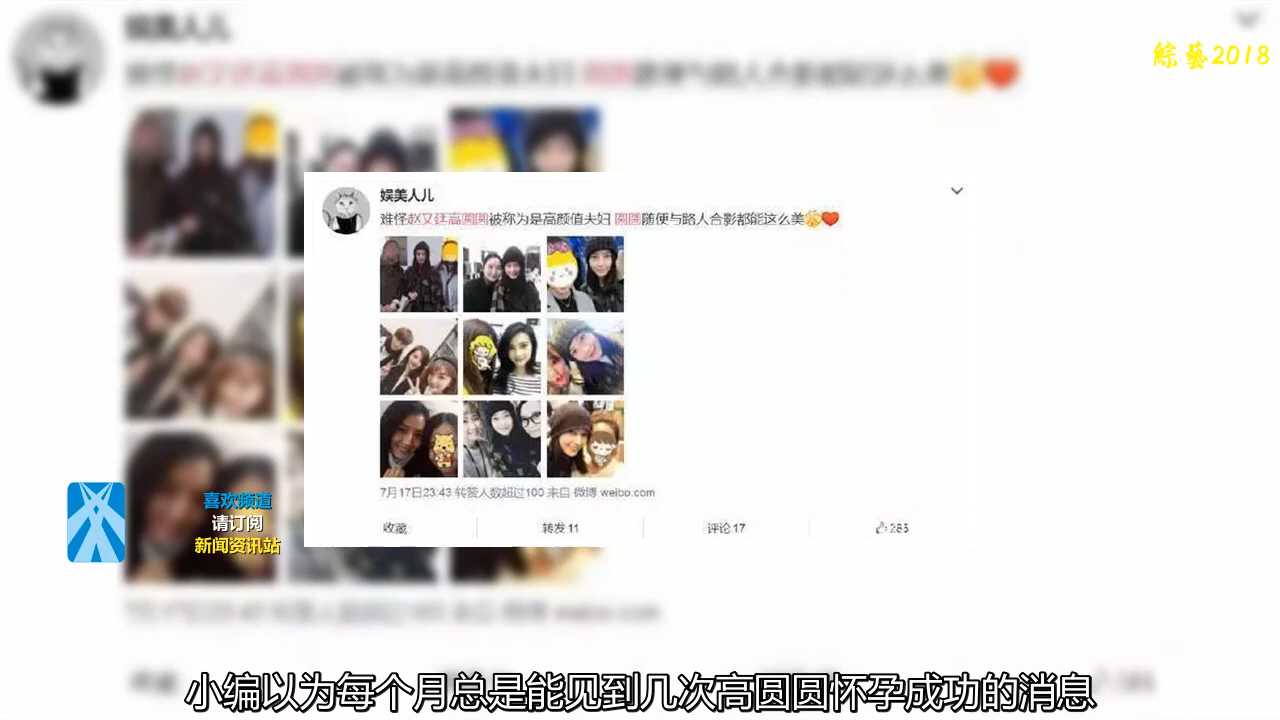 綜藝2018
娱美人儿
难怪赵又廷高圆圆被称为是高颜值夫妇 圆圆随便与路人合影都能这么美
7月17日23:43 转赞人数超过100 来自 微博 weibo.com
收藏
转发 11
评论 17
喜欢频道
请订阅
新闻资讯站
小编以为每个月总是能见到几次高圆圆怀孕成功的消息